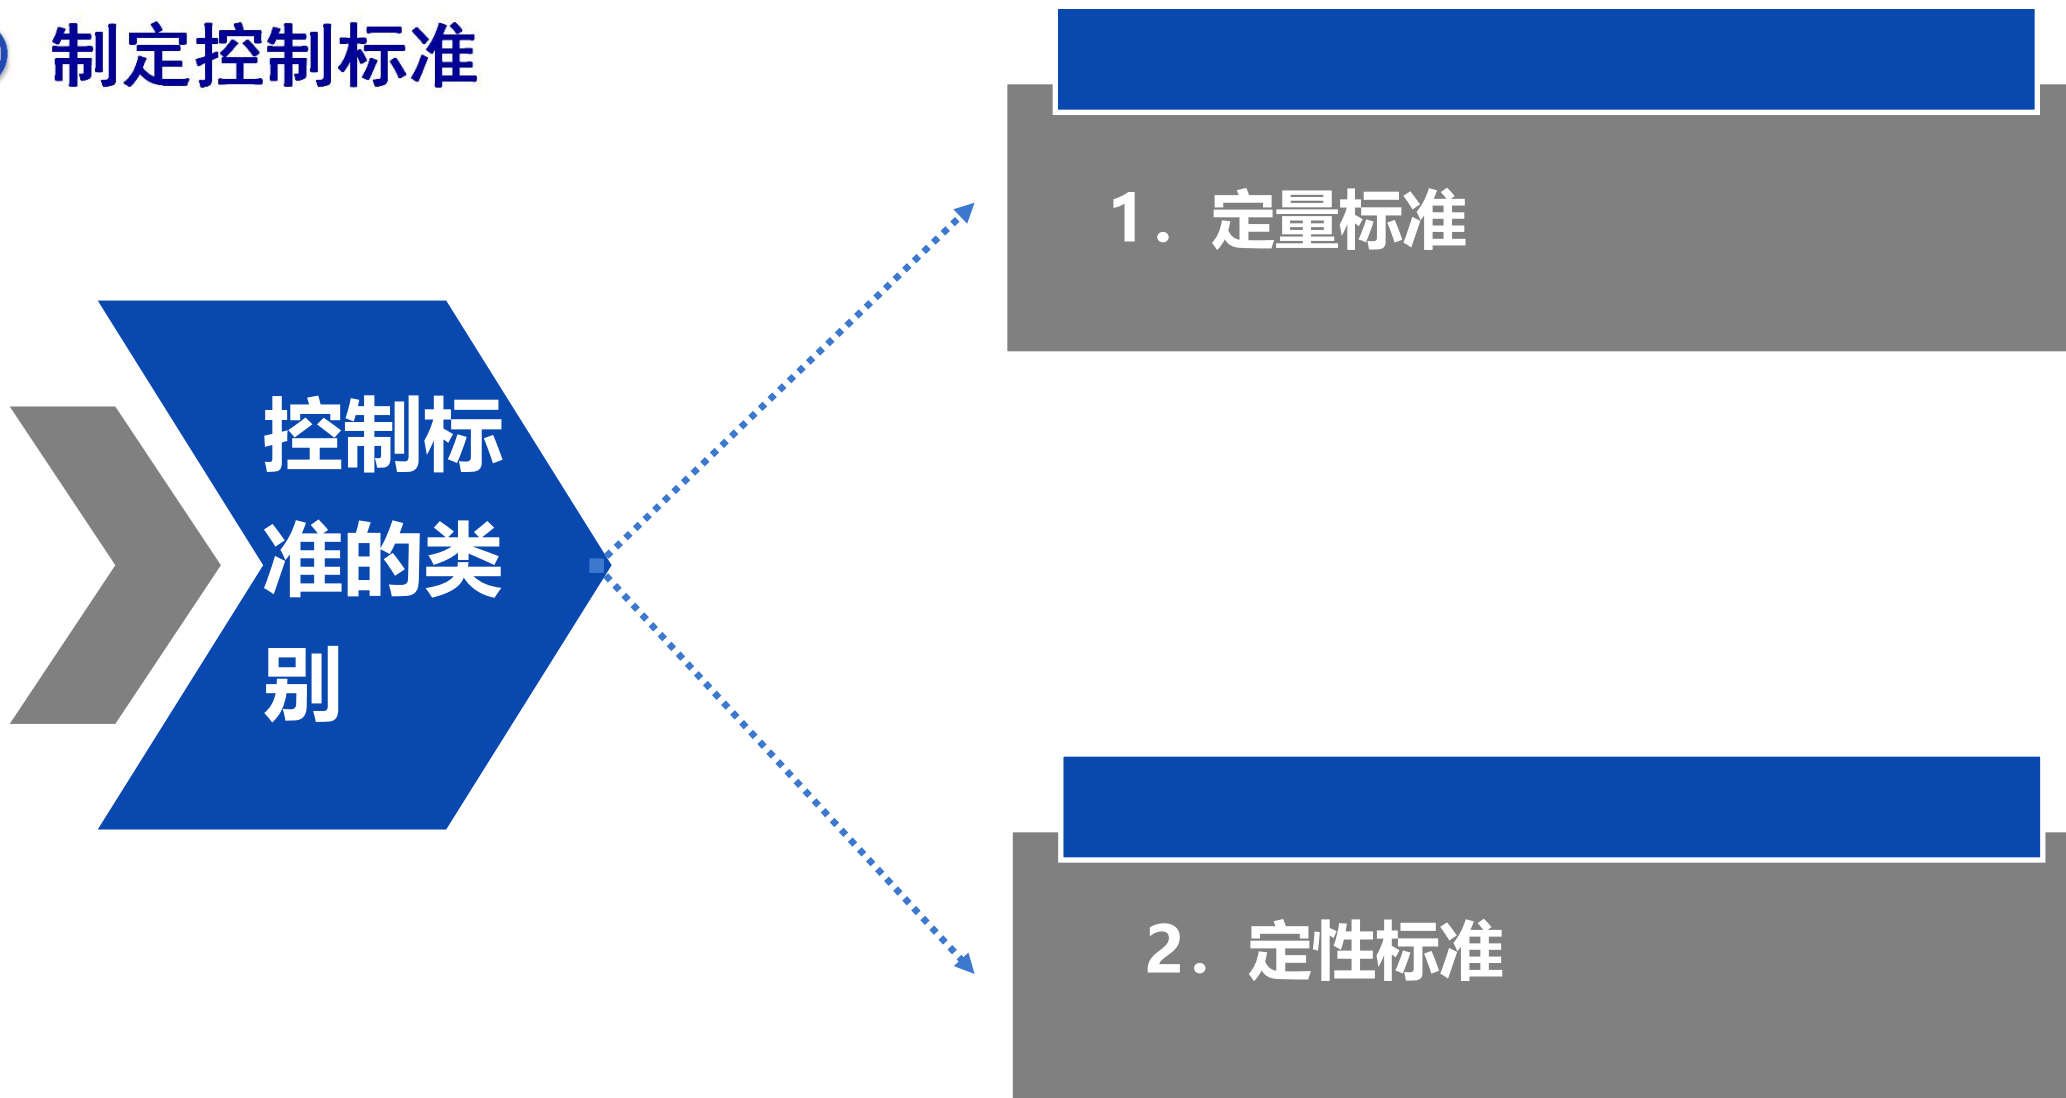 制定控制标准
控制标
准的类
别
1. 定量标准
2. 定性标准